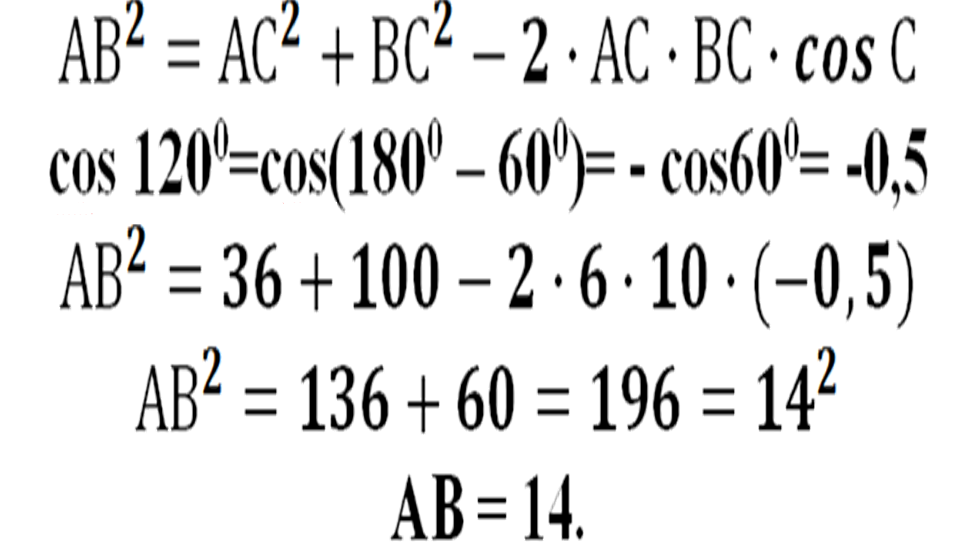 AB² = AC² + BC² − 2 · AC · BC · cos C
cos 120⁰=cos(180⁰ – 60⁰)= - cos60⁰= -0,5
AB² = 36 + 100 − 2 · 6 · 10 · (−0,5)
AB² = 136 + 60 = 196 = 14²
AB = 14.